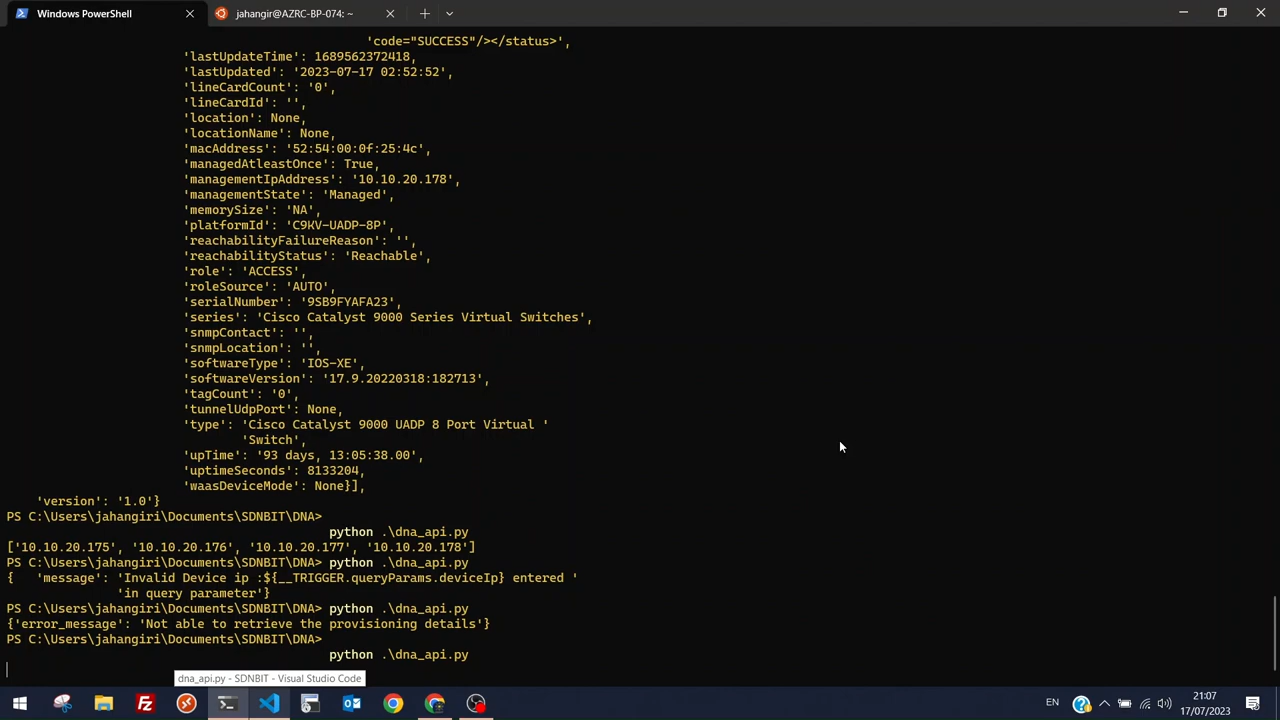 Windows PowerShell
jahangir@AZRC-BP-074: ~
'code="SUCCESS"/></status>',
'lastUpdateTime': 1689562372418,
'lastUpdated': '2023-07-17 02:52:52',
'lineCardCount': '0',
'lineCardId': '',
'location': None,
'locationName': None,
'macAddress': '52:54:00:0f:25:4c',
'managedAtleastOnce': True,
'managementIpAddress': '10.10.20.178',
'managementState': 'Managed',
'memorySize': 'NA',
'platformId': 'C9KV-UADP-8P',
'reachabilityFailureReason': '',
'reachabilityStatus': 'Reachable',
'role': 'ACCESS',
'roleSource': 'AUTO',
'serialNumber': '9SB9FYAFA23',
'series': 'Cisco Catalyst 9000 Series Virtual Switches',
'snmpContact': '',
'snmpLocation': '',
'softwareType': 'IOS-XE',
'softwareVersion': '17.9.20220318:182713',
'tagCount': '0',
'tunnelUdpPort': None,
'type': 'Cisco Catalyst 9000 UADP 8 Port Virtual '
'Switch',
'upTime': '93 days, 13:05:38.00',
'uptimeSeconds': 8133204,
'waasDeviceMode': None}],
'version': '1.0'}
PS C:\Users\jahangiri\Documents\SDNBIT\DNA>
python .\dna_api.py
['10.10.20.175', '10.10.20.176', '10.10.20.177', '10.10.20.178']
PS C:\Users\jahangiri\Documents\SDNBIT\DNA> python .\dna_api.py
{   'message': 'Invalid Device ip :${__TRIGGER.queryParams.deviceIp} entered '
'in query parameter'}
PS C:\Users\jahangiri\Documents\SDNBIT\DNA> python .\dna_api.py
{'error_message': 'Not able to retrieve the provisioning details'}
PS C:\Users\jahangiri\Documents\SDNBIT\DNA>
python .\dna_api.py
dna_api.py - SDNBIT - Visual Studio Code
EN
21:07
17/07/2023